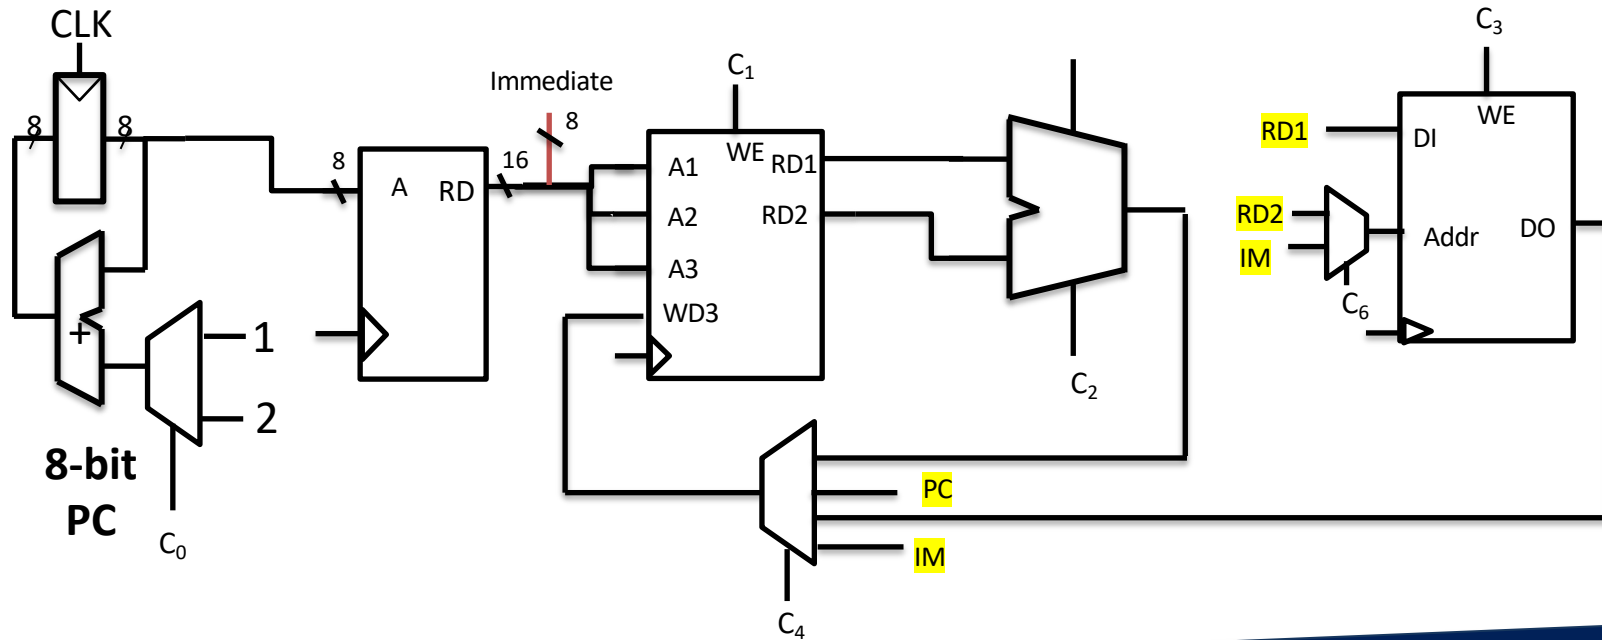 CLK
8
8
+
1
2
8-bit
PC
C0
8
A
RD
16
Immediate
8
C1
WE
A1
A2
A3
WD3
RD1
RD2
C2
PC
IM
C4
C3
WE
RD1
DI
RD2
IM
C6
Addr
DO